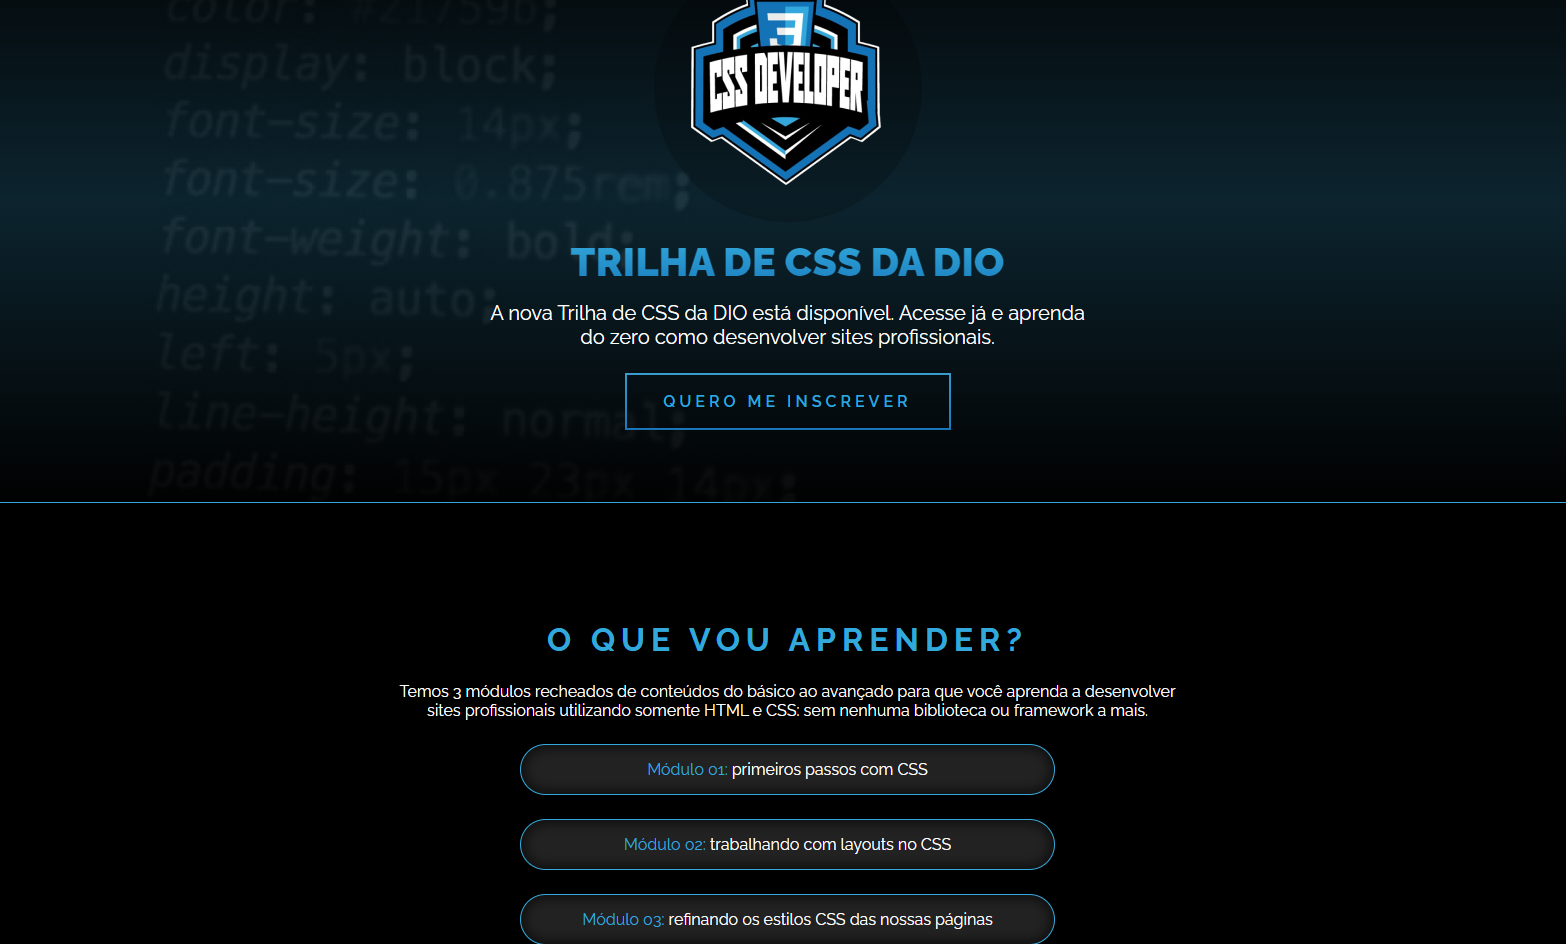 color: #21759b;
display: block;
font-size: 14px;
font-size: 0.875rem;
font-weight: bold;
height: auto;
left: 5px;
line-height: normal;
padding: 15px 23px 14px;
3
CSS DEVELOPER
TRILHA DE CSS DA DIO
A nova Trilha de CSS da DIO está disponível. Acesse já e aprenda
do zero como desenvolver sites profissionais.
QUERO ME INSCREVER
O QUE VOU APRENDER?
Temos 3 módulos recheados de conteúdos do básico ao avançado para que você aprenda a desenvolver
sites profissionais utilizando somente HTML e CSS: sem nenhuma biblioteca ou framework a mais.
Módulo 01: primeiros passos com CSS
Módulo 02: trabalhando com layouts no CSS
Módulo 03: refinando os estilos CSS das nossas páginas